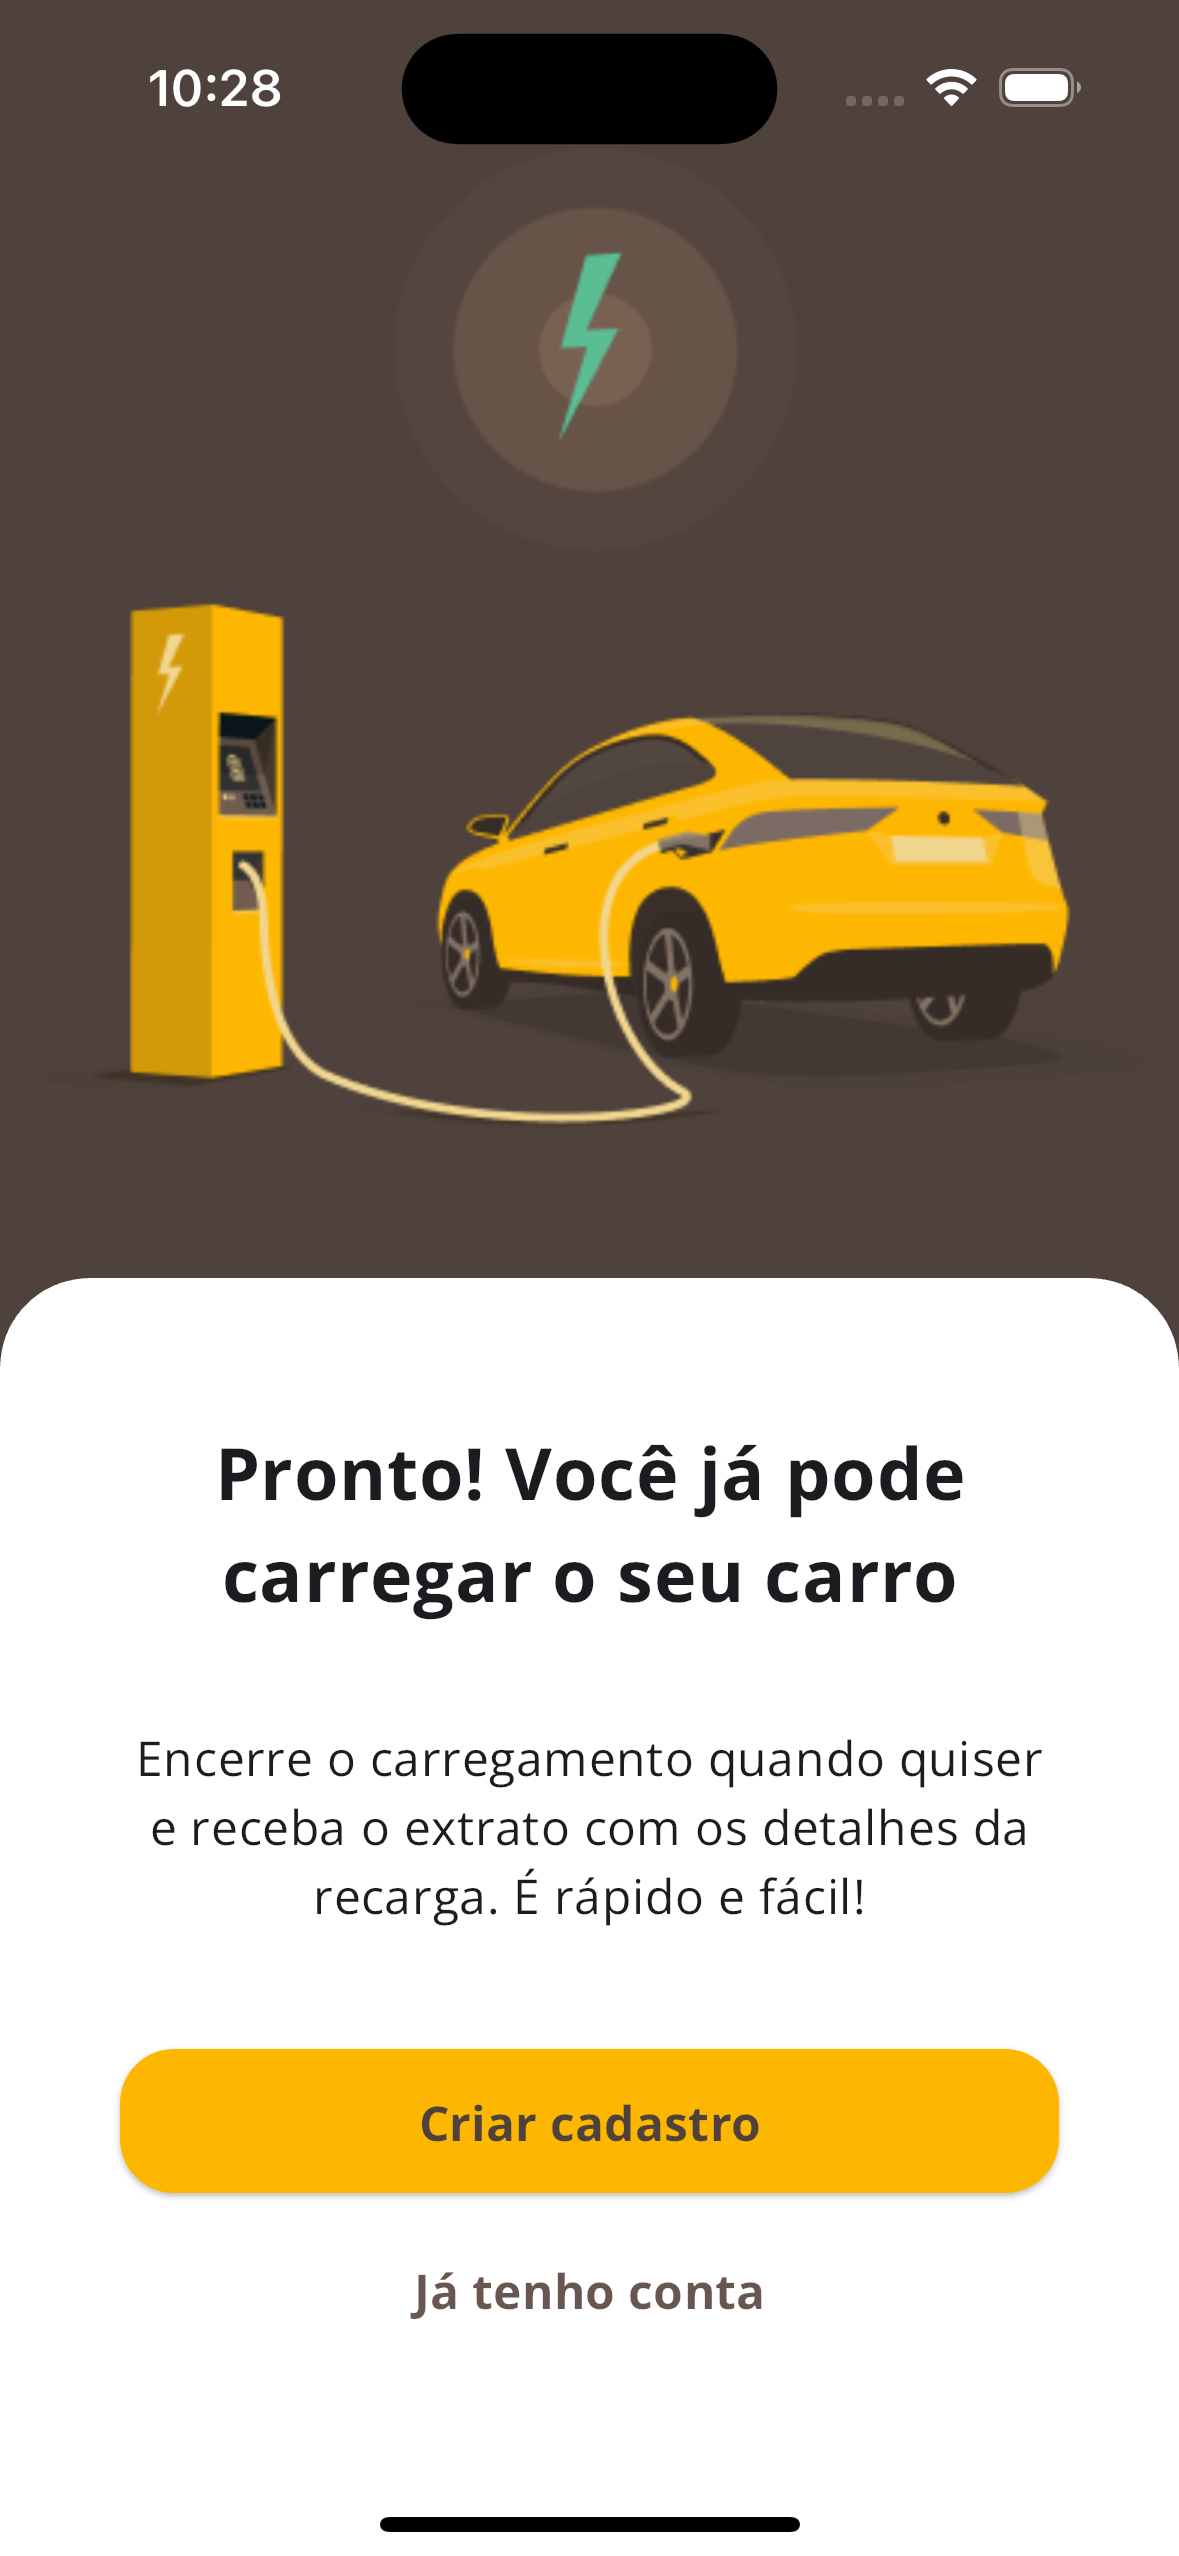 10:28
Pronto! Você já pode
carregar o seu carro
Encerre o carregamento quando quiser
e receba o extrato com os detalhes da
recarga. É rápido e fácil!
Criar cadastro
Já tenho conta